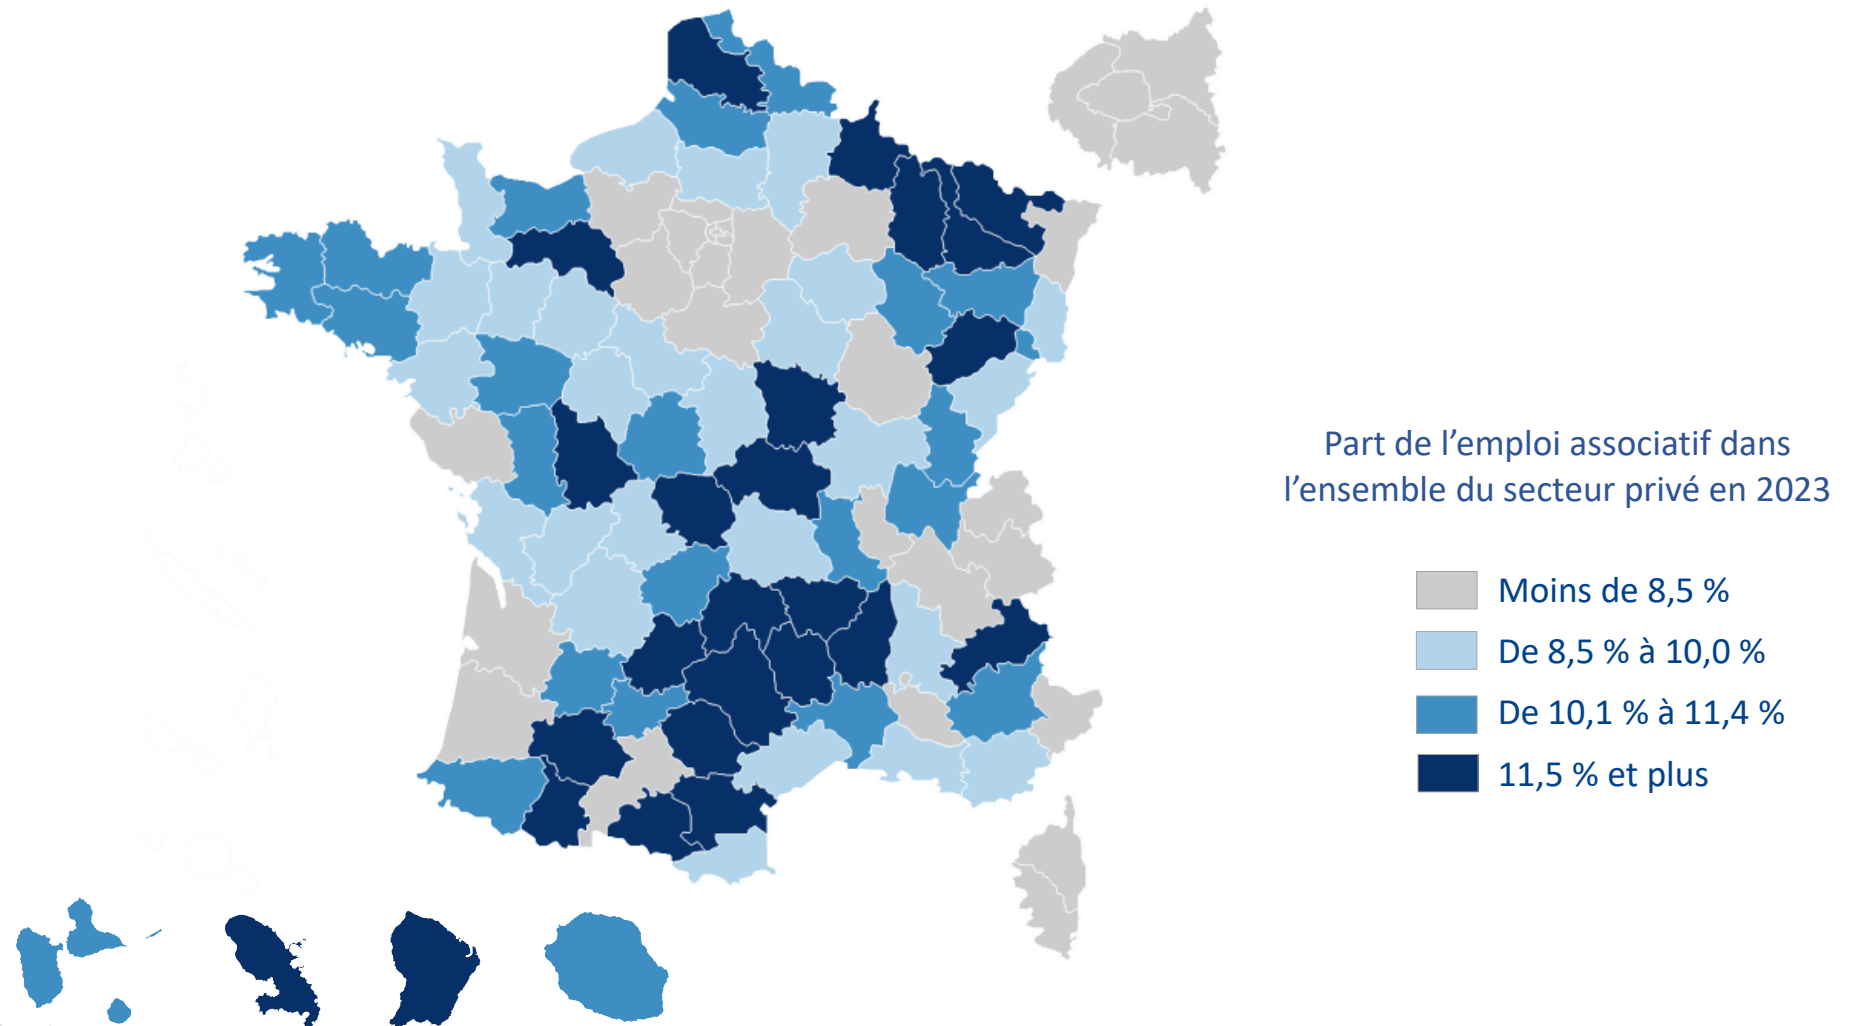 Part de l’emploi associatif dans
l’ensemble du secteur privé en 2023
Moins de 8,5 %
De 8,5 % à 10,0 %
De 10,1 % à 11,4 %
11,5 % et plus